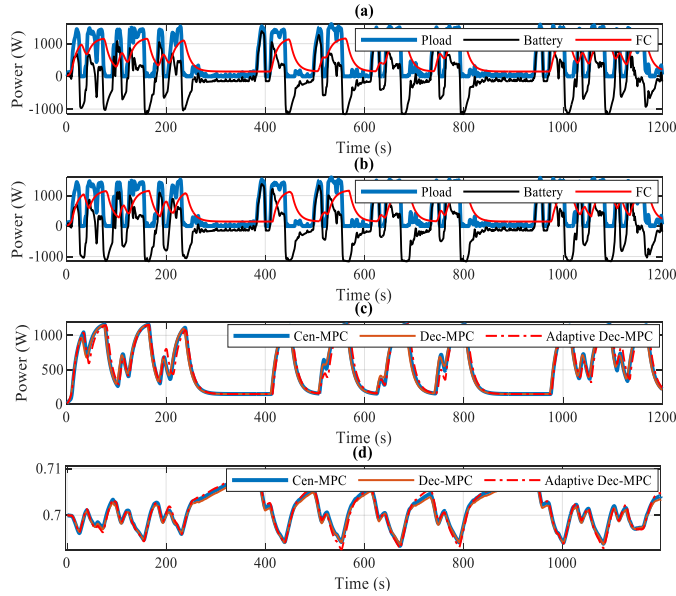 (a)
1000
0
-1000
Power (W)
Pload Battery FC
0 200 400 600 800 1000 1200
Time (s)
(b)
1000
0
-1000
Power (W)
Pload Battery FC
0 200 400 600 800 1000 1200
Time (s)
(c)
1000
500
0
Power (W)
Cen-MPC Dec-MPC Adaptive Dec-MPC
0 200 400 600 800 1000 1200
Time (s)
(d)
0.71
0.7
Cen-MPC Dec-MPC Adaptive Dec-MPC
0 200 400 600 800 1000
Time (s)